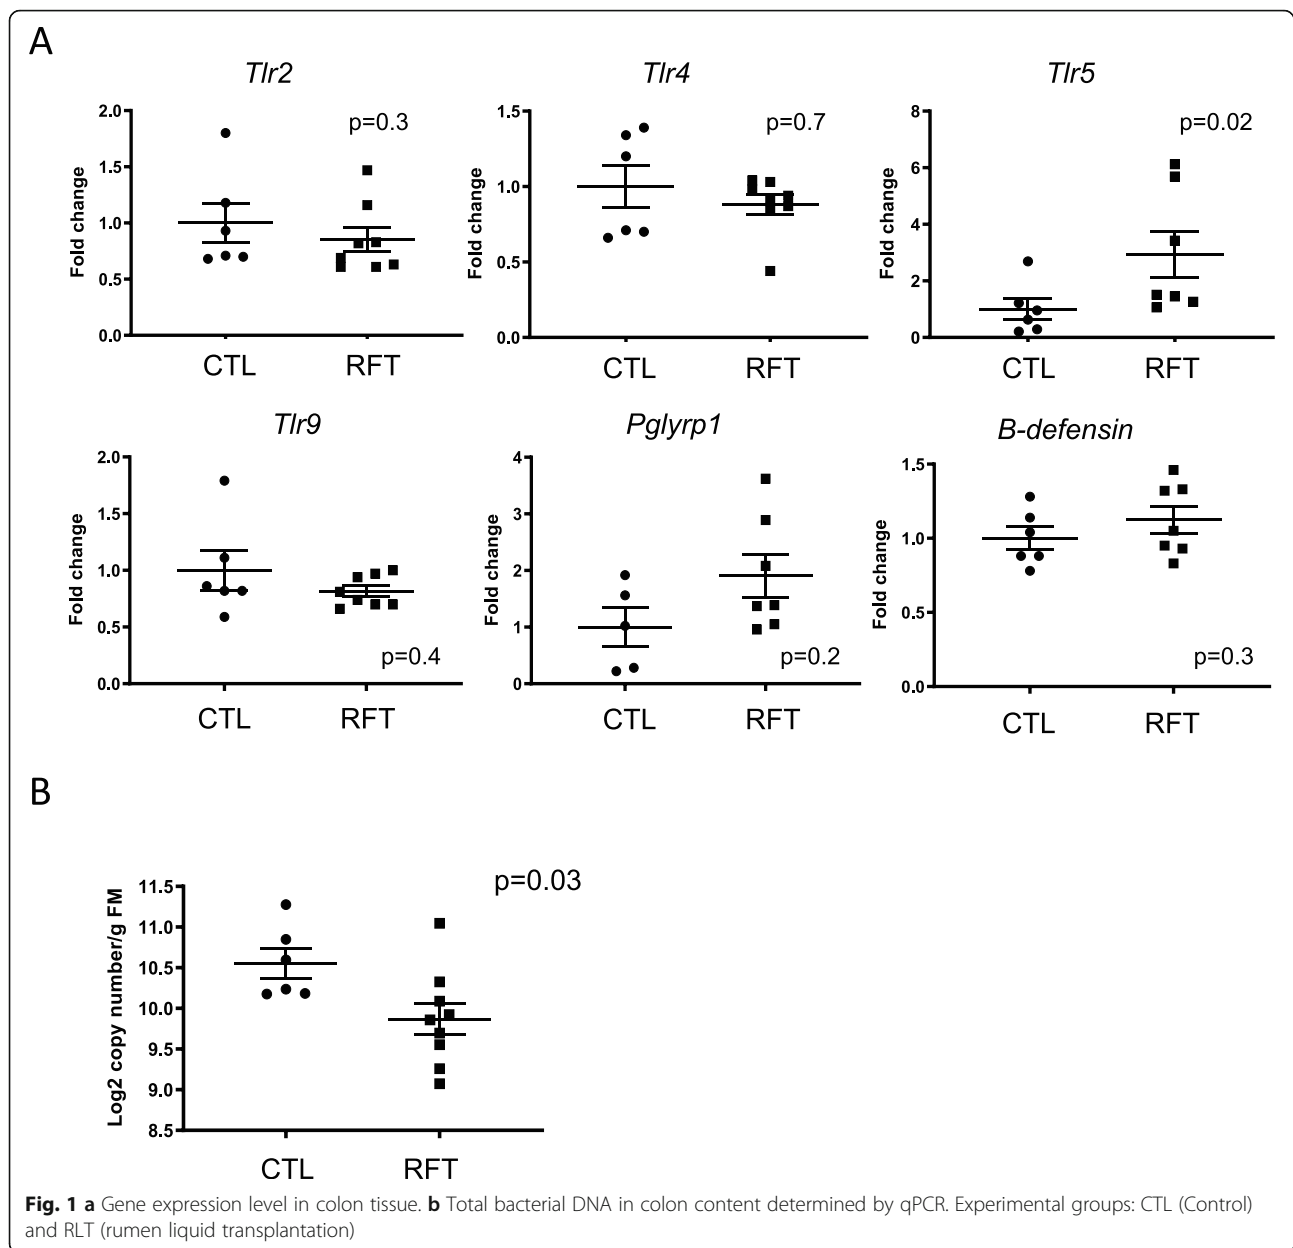 A
Tlr2
Tlr4
Tlr5
2.0
1.5
1.0
0.5
0.0
Fold change
p=0.3
CTL
RFT
1.5
1.0
0.5
0.0
Fold change
p=0.7
CTL
RFT
8
6
4
2
0
Fold change
p=0.02
CTL
RFT
Tlr9
Pglyrp1
B-defensin
2.0
1.5
1.0
0.5
0.0
Fold change
p=0.4
CTL
RFT
4
3
2
1
0
Fold change
p=0.2
CTL
RFT
1.5
1.0
0.5
0.0
Fold change
p=0.3
CTL
RFT
B
p=0.03
11.5
11.0
10.5
10.0
9.5
9.0
8.5
Log2 copy number/g FM
CTL
RFT
Fig. 1 a Gene expression level in colon tissue. b Total bacterial DNA in colon content determined by qPCR. Experimental groups: CTL (Control)
and RLT (rumen liquid transplantation)